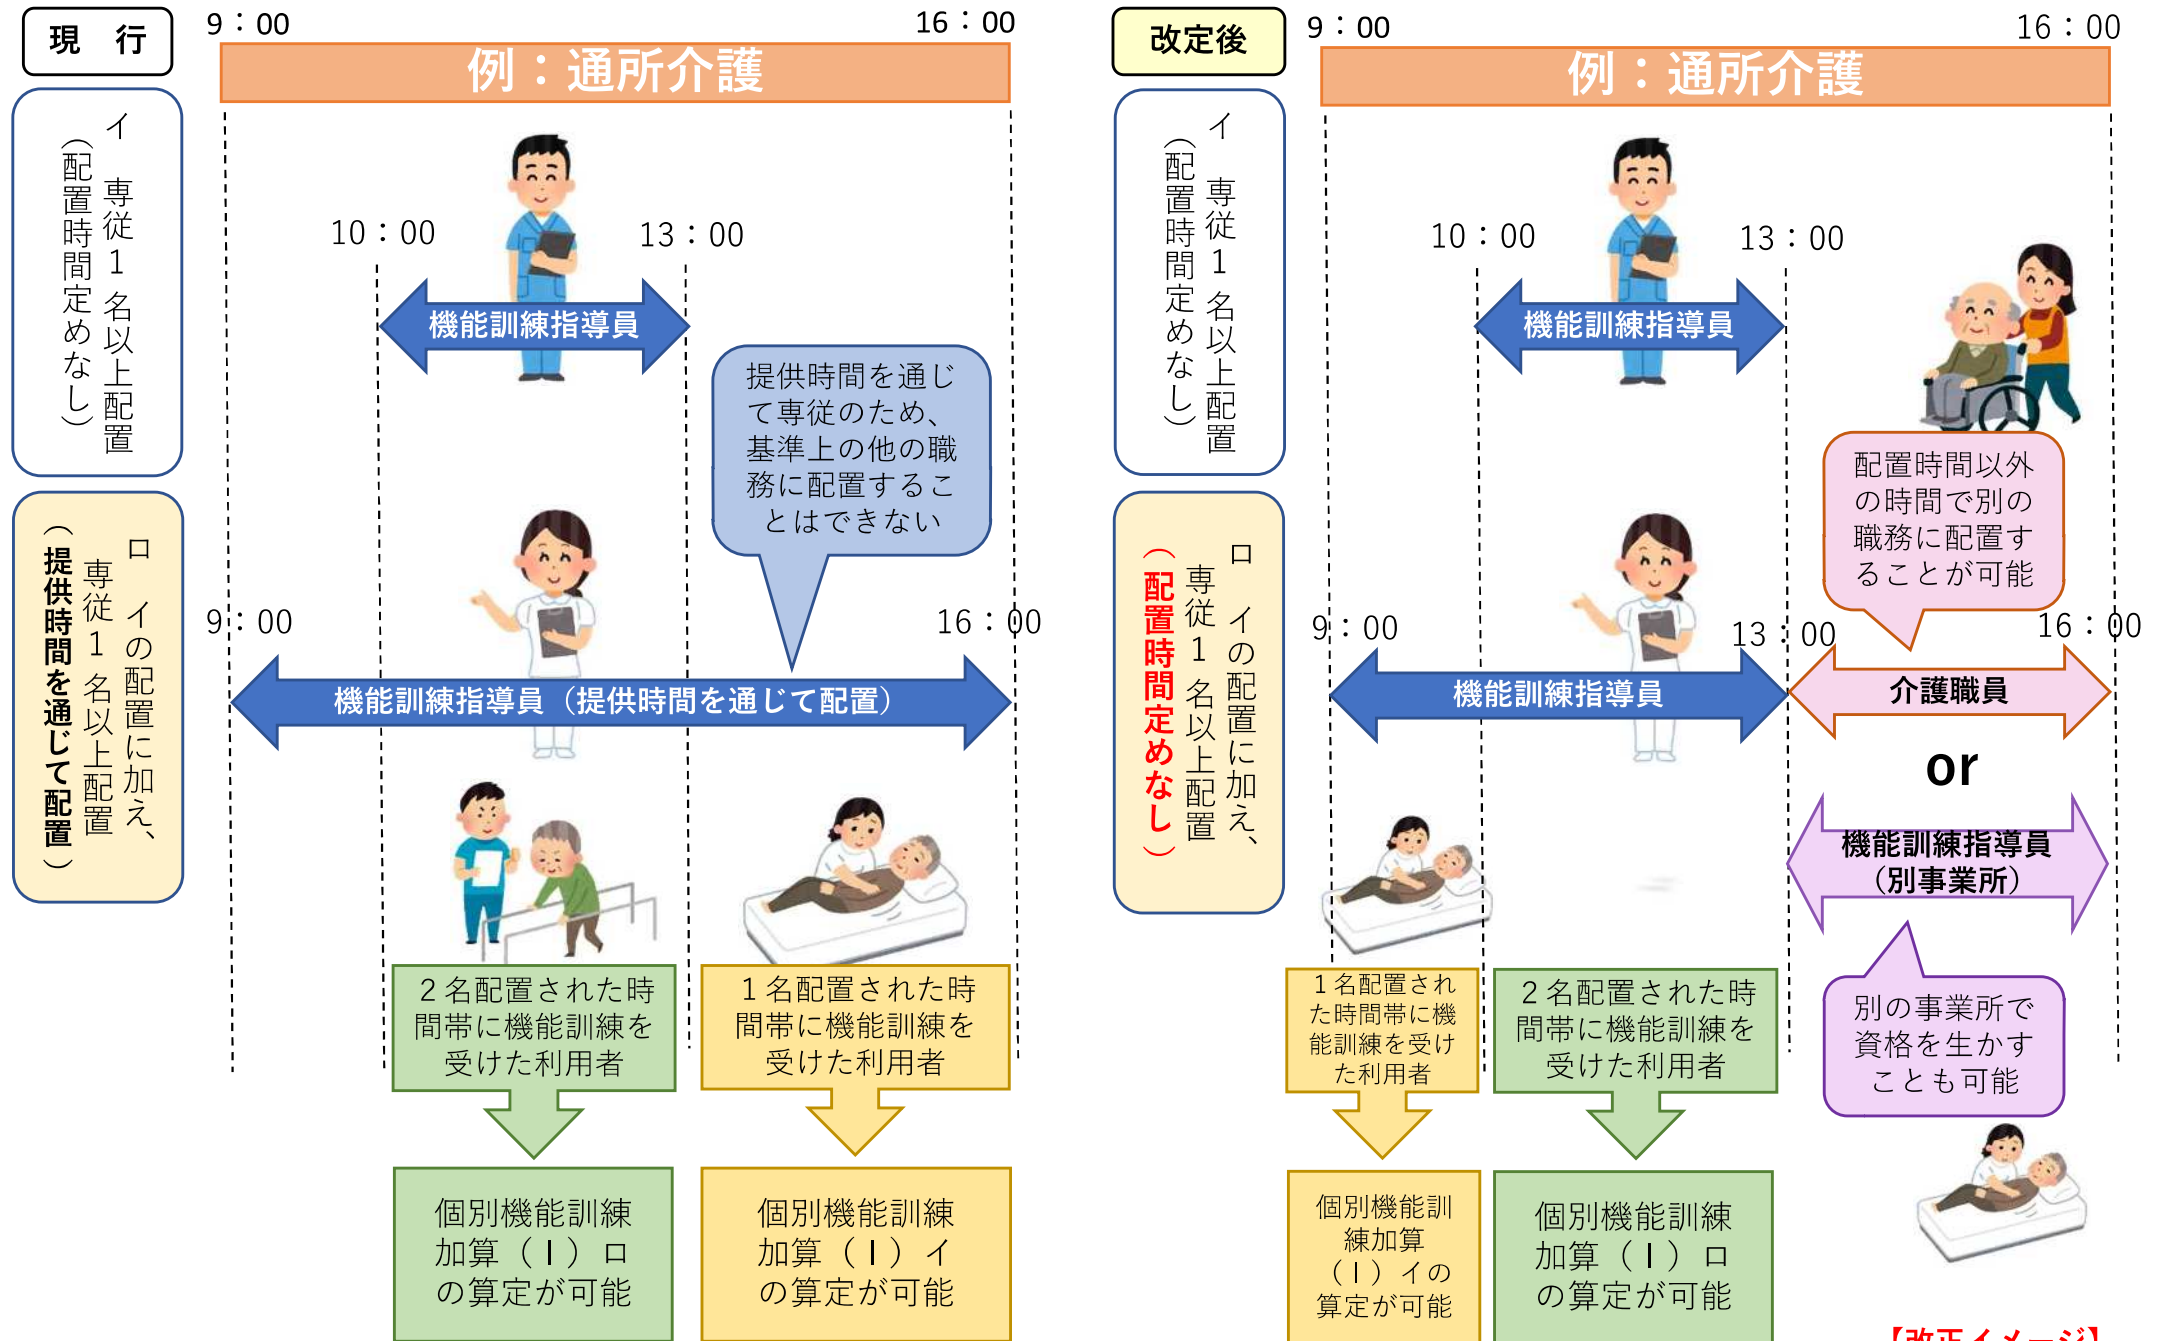 現　行
9：00
16：00
例：通所介護
イ　専従1名以上配置
（配置時間定めなし）
10：00
13：00
機能訓練指導員
提供時間を通じ
て専従のため、
基準上の他の職
務に配置するこ
とはできない
ロ　イの配置に加え、
専従1名以上配置
（提供時間を通じて配置）
9：00
16：00
機能訓練指導員（提供時間を通じて配置）
2名配置された時
間帯に機能訓練を
受けた利用者
1名配置された時
間帯に機能訓練を
受けた利用者
個別機能訓練
加算（Ⅰ）ロ
の算定が可能
個別機能訓練
加算（Ⅰ）イ
の算定が可能
改定後
9：00
16：00
例：通所介護
イ　専従1名以上配置
（配置時間定めなし）
10：00
13：00
機能訓練指導員
配置時間以外
の時間で別の
職務に配置す
ることが可能
ロ　イの配置に加え、
専従1名以上配置
（配置時間定めなし）
9：00
13：00
16：00
機能訓練指導員
介護職員
or
機能訓練指導員
（別事業所）
別の事業所で
資格を生かす
ことも可能
1名配置され
た時間帯に機
能訓練を受け
た利用者
2名配置された時
間帯に機能訓練を
受けた利用者
個別機能訓
練加算
（Ⅰ）イの
算定が可能
個別機能訓練
加算（Ⅰ）ロ
の算定が可能
【改正イメージ】